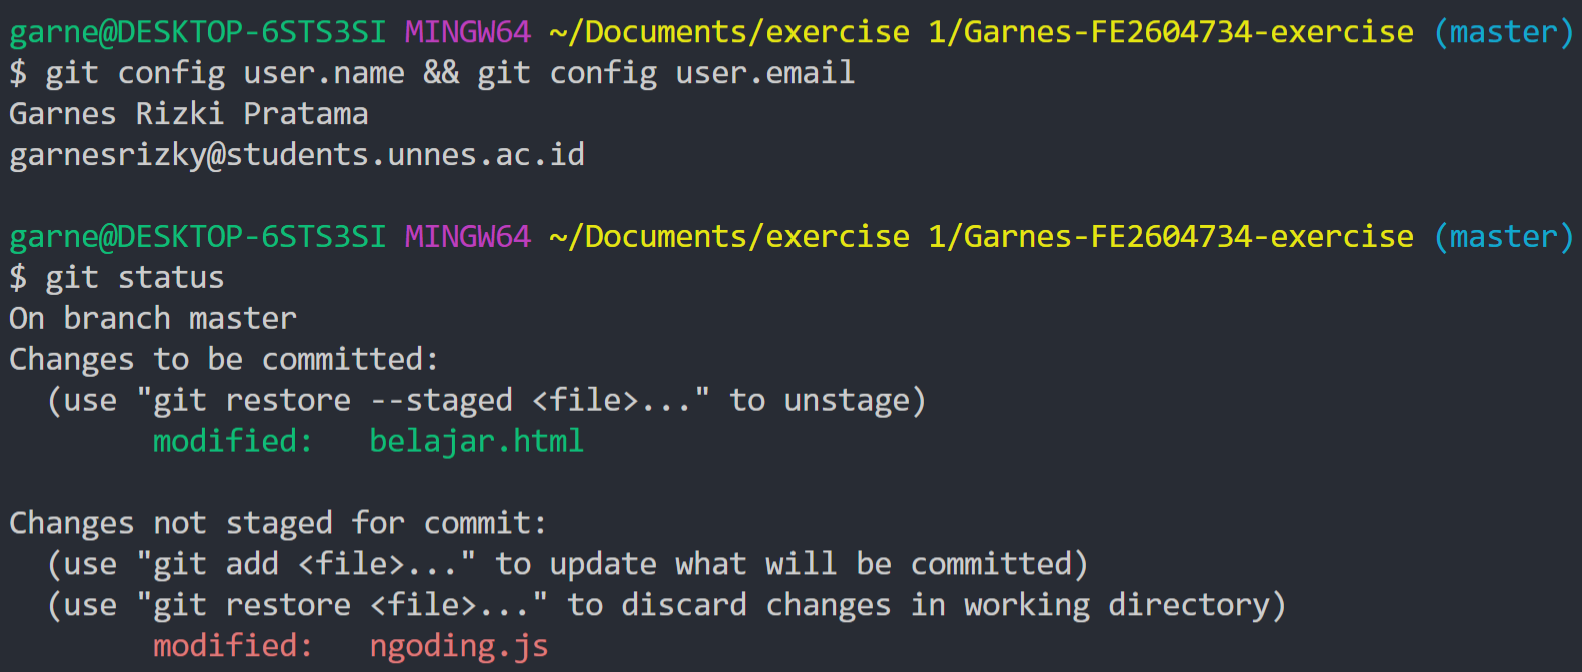 garne@DESKTOP-6STS3SI MINGW64 ~/Documents/exercise 1/Garnes-FE2604734-exercise (master)
$ git config user.name && git config user.email
Garnes Rizki Pratama
garnesrizky@students.unnes.ac.id

garne@DESKTOP-6STS3SI MINGW64 ~/Documents/exercise 1/Garnes-FE2604734-exercise (master)
$ git status
On branch master
Changes to be committed:
  (use "git restore --staged <file>..." to unstage)
        modified:   belajar.html

Changes not staged for commit:
  (use "git add <file>..." to update what will be committed)
  (use "git restore <file>..." to discard changes in working directory)
        modified:   ngoding.js